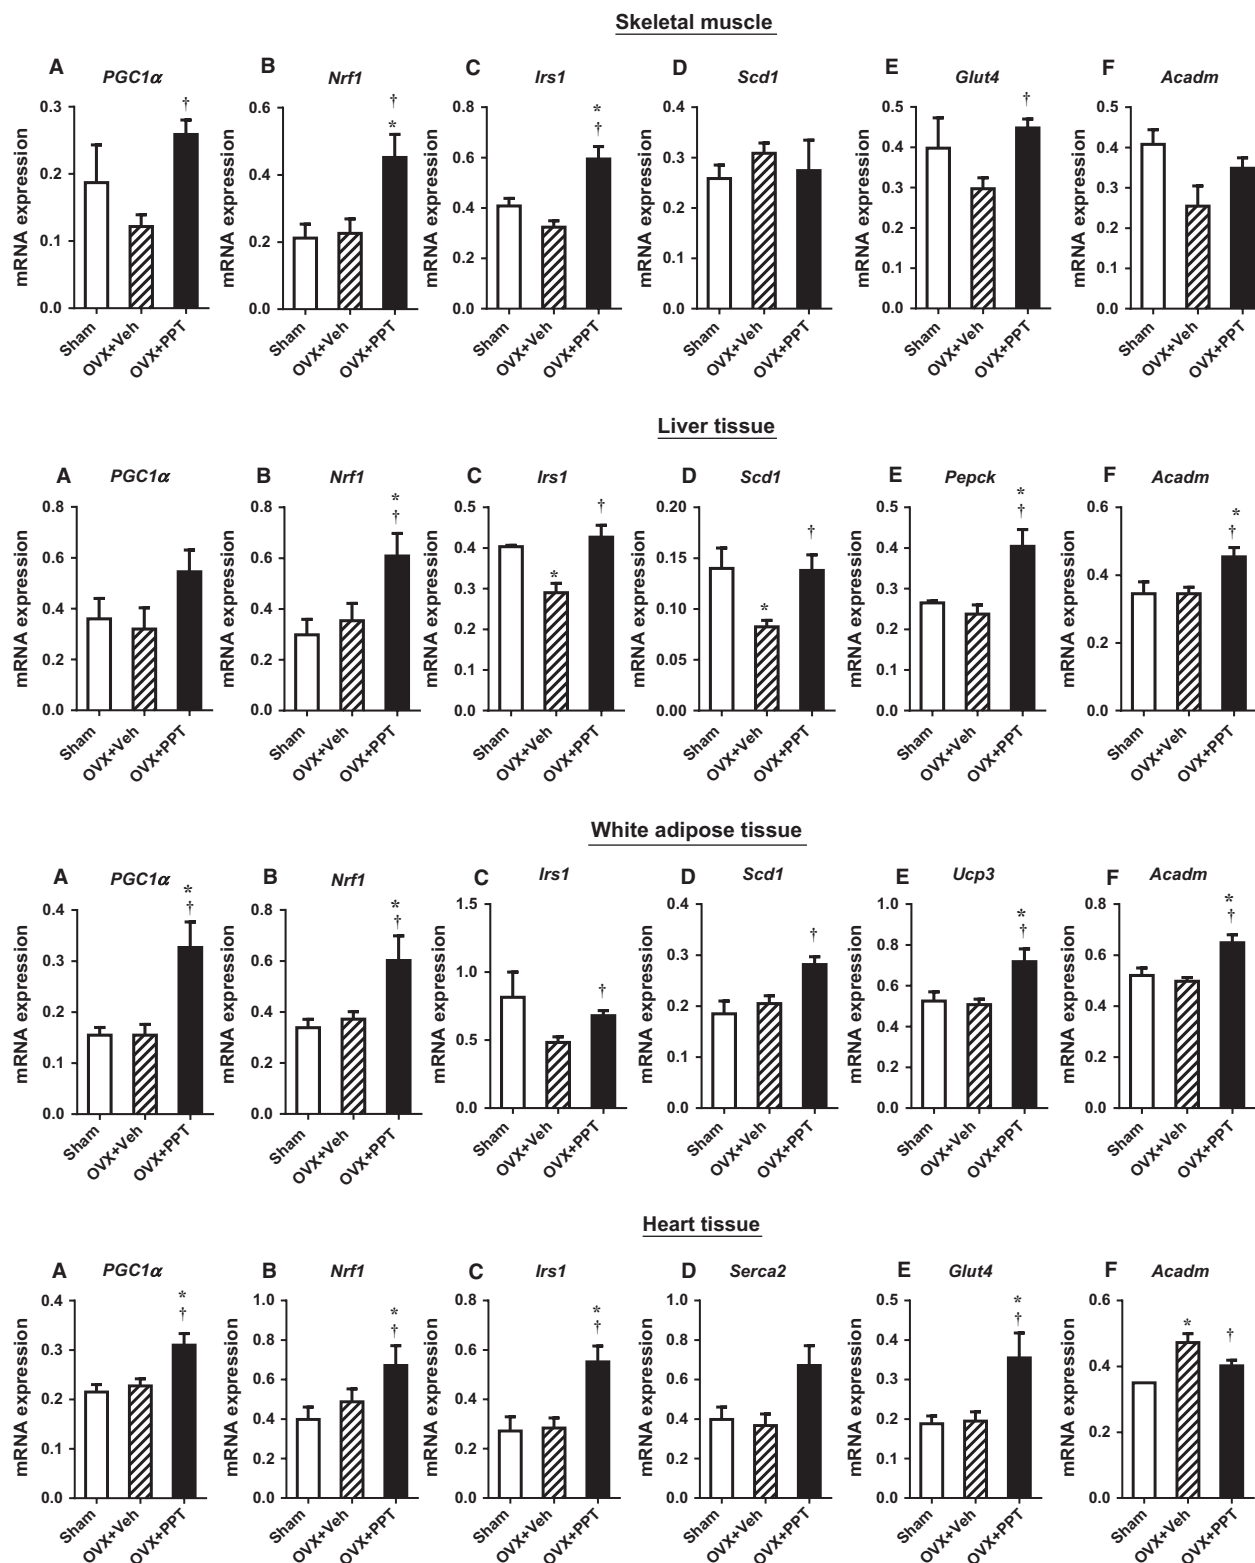 Skeletal muscle
A PGC1α
B Nrf1
C Irs1
D Scd1
E Glut4
F Acadm
mRNA expression
0.3
0.2
0.1
0.0
†
Sham
OVX+Veh
OVX+PPT
mRNA expression
0.6
0.4
0.2
0.0
†
*
Sham
OVX+Veh
OVX+PPT
mRNA expression
0.8
0.6
0.4
0.2
0.0
*
†
Sham
OVX+Veh
OVX+PPT
mRNA expression
0.4
0.3
0.2
0.1
0.0
Sham
OVX+Veh
OVX+PPT
mRNA expression
0.5
0.4
0.3
0.2
0.1
0.0
†
Sham
OVX+Veh
OVX+PPT
mRNA expression
0.5
0.4
0.3
0.2
0.1
0.0
Sham
OVX+Veh
OVX+PPT
Liver tissue
A PGC1α
B Nrf1
C Irs1
D Scd1
E Pepck
F Acadm
mRNA expression
0.8
0.6
0.4
0.2
0.0
Sham
OVX+Veh
OVX+PPT
mRNA expression
0.8
0.6
0.4
0.2
0.0
*
†
Sham
OVX+Veh
OVX+PPT
mRNA expression
0.5
0.4
0.3
0.2
0.1
0.0
*
†
Sham
OVX+Veh
OVX+PPT
mRNA expression
0.20
0.15
0.10
0.05
0.00
*
†
Sham
OVX+Veh
OVX+PPT
mRNA expression
0.5
0.4
0.3
0.2
0.1
0.0
*
†
Sham
OVX+Veh
OVX+PPT
mRNA expression
0.6
0.4
0.2
0.0
*
†
Sham
OVX+Veh
OVX+PPT
White adipose tissue
A PGC1α
B Nrf1
C Irs1
D Scd1
E Ucp3
F Acadm
mRNA expression
0.4
0.3
0.2
0.1
0.0
*
†
Sham
OVX+Veh
OVX+PPT
mRNA expression
0.8
0.6
0.4
0.2
0.0
*
†
Sham
OVX+Veh
OVX+PPT
mRNA expression
1.5
1.0
0.5
0.0
†
Sham
OVX+Veh
OVX+PPT
mRNA expression
0.4
0.3
0.2
0.1
0.0
†
Sham
OVX+Veh
OVX+PPT
mRNA expression
1.0
0.8
0.6
0.4
0.2
0.0
*
†
Sham
OVX+Veh
OVX+PPT
mRNA expression
0.8
0.6
0.4
0.2
0.0
*
†
Sham
OVX+Veh
OVX+PPT
Heart tissue
A PGC1α
B Nrf1
C Irs1
D Serca2
E Glut4
F Acadm
mRNA expression
0.4
0.3
0.2
0.1
0.0
*
†
Sham
OVX+Veh
OVX+PPT
mRNA expression
1.0
0.8
0.6
0.4
0.2
0.0
*
†
Sham
OVX+Veh
OVX+PPT
mRNA expression
0.8
0.6
0.4
0.2
0.0
*
†
Sham
OVX+Veh
OVX+PPT
mRNA expression
1.0
0.8
0.6
0.4
0.2
0.0
Sham
OVX+Veh
OVX+PPT
mRNA expression
0.5
0.4
0.3
0.2
0.1
0.0
*
†
Sham
OVX+Veh
OVX+PPT
mRNA expression
0.6
0.4
0.2
0.0
*
†
Sham
OVX+Veh
OVX+PPT